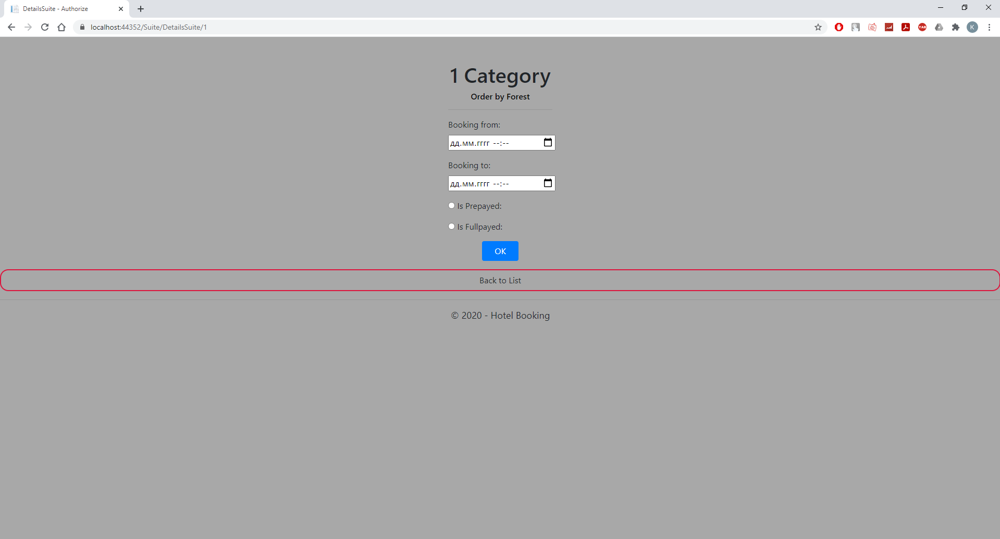 DetailsSuite - Authorize
localhost:44352/Suite/DetailsSuite/1
YAB
K
1 Category
Order by Forest
Booking from:
дд.мм.гггг --:--
Booking to:
дд.мм.гггг --:--
Is Prepayed:
Is Fullpayed:
OK
Back to List
© 2020 - Hotel Booking